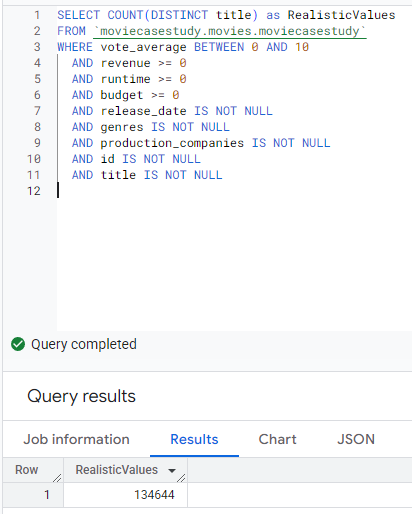 1 SELECT COUNT(DISTINCT title) as RealisticValues
2 FROM `moviecasestudy.movies.moviecasestudy`
3 WHERE vote_average BETWEEN 0 AND 10
4 AND revenue >= 0
5 AND runtime >= 0
6 AND budget >= 0
7 AND release_date IS NOT NULL
8 AND genres IS NOT NULL
9 AND production_companies IS NOT NULL
10 AND id IS NOT NULL
11 AND title IS NOT NULL
12
Query completed
Query results
Job information Results Chart JSON
Row RealisticValues
1 134644